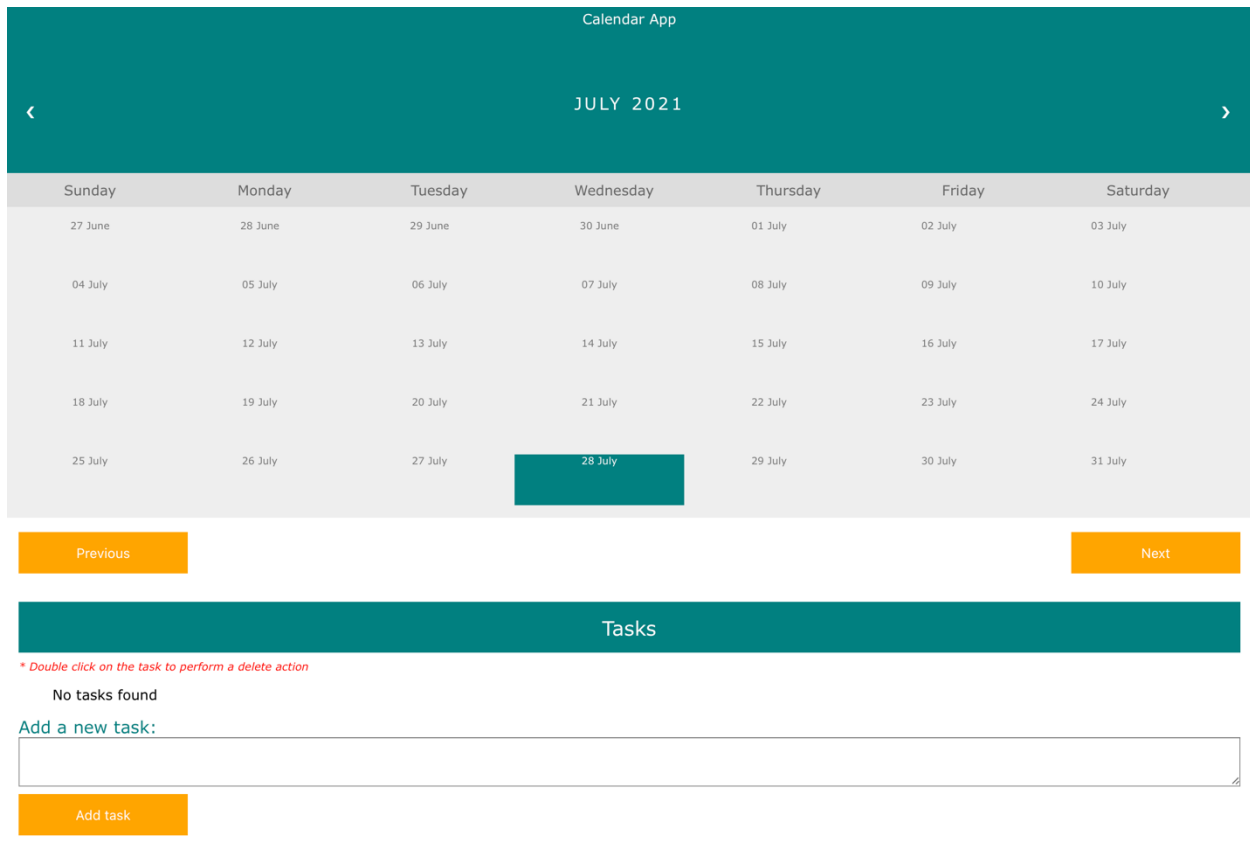 Calendar App
‹ JULY 2021 ›
Sunday Monday Tuesday Wednesday Thursday Friday Saturday
27 June 28 June 29 June 30 June 01 July 02 July 03 July
04 July 05 July 06 July 07 July 08 July 09 July 10 July
11 July 12 July 13 July 14 July 15 July 16 July 17 July
18 July 19 July 20 July 21 July 22 July 23 July 24 July
25 July 26 July 27 July 28 July 29 July 30 July 31 July
Previous Next
Tasks
* Double click on the task to perform a delete action
No tasks found
Add a new task:
Add task